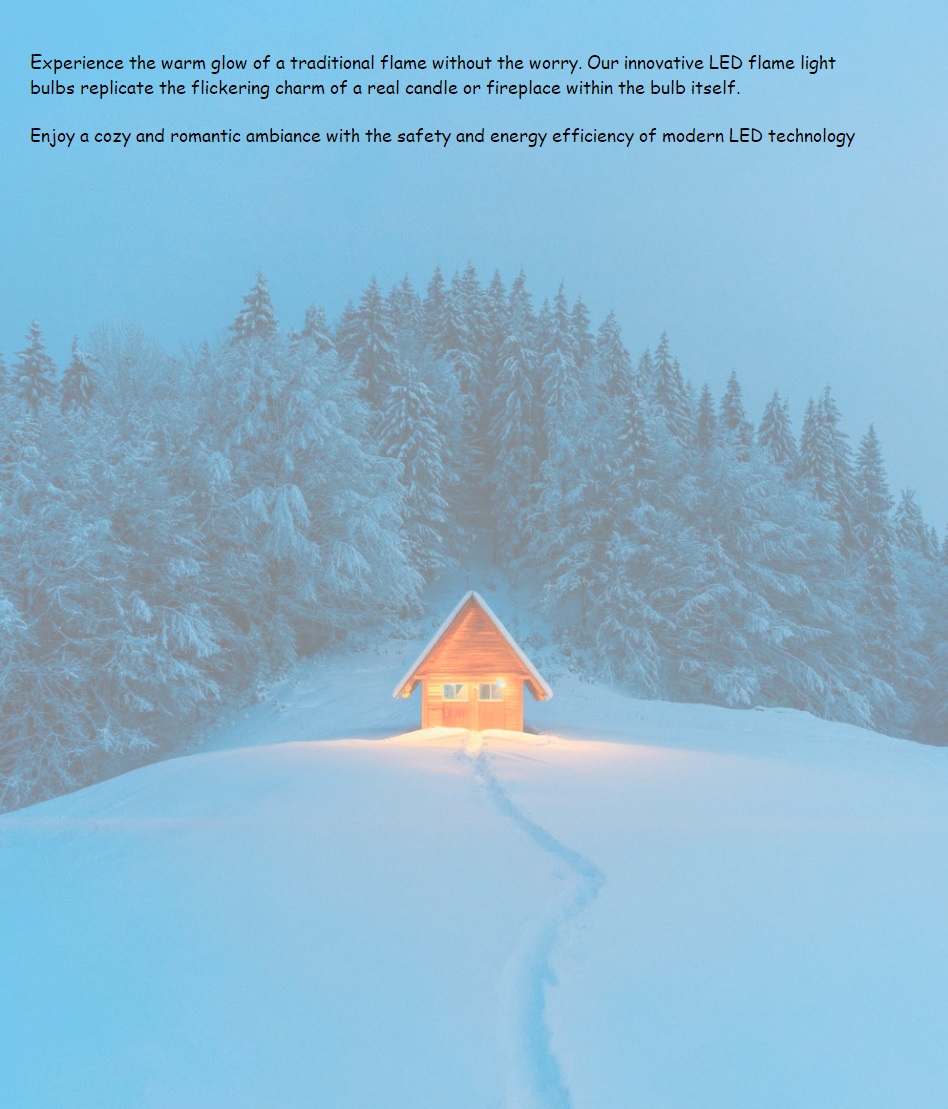 Experience the warm glow of a traditional flame without the worry. Our innovative LED flame light
bulbs replicate the flickering charm of a real candle or fireplace within the bulb itself.
Enjoy a cozy and romantic ambiance with the safety and energy efficiency of modern LED technology